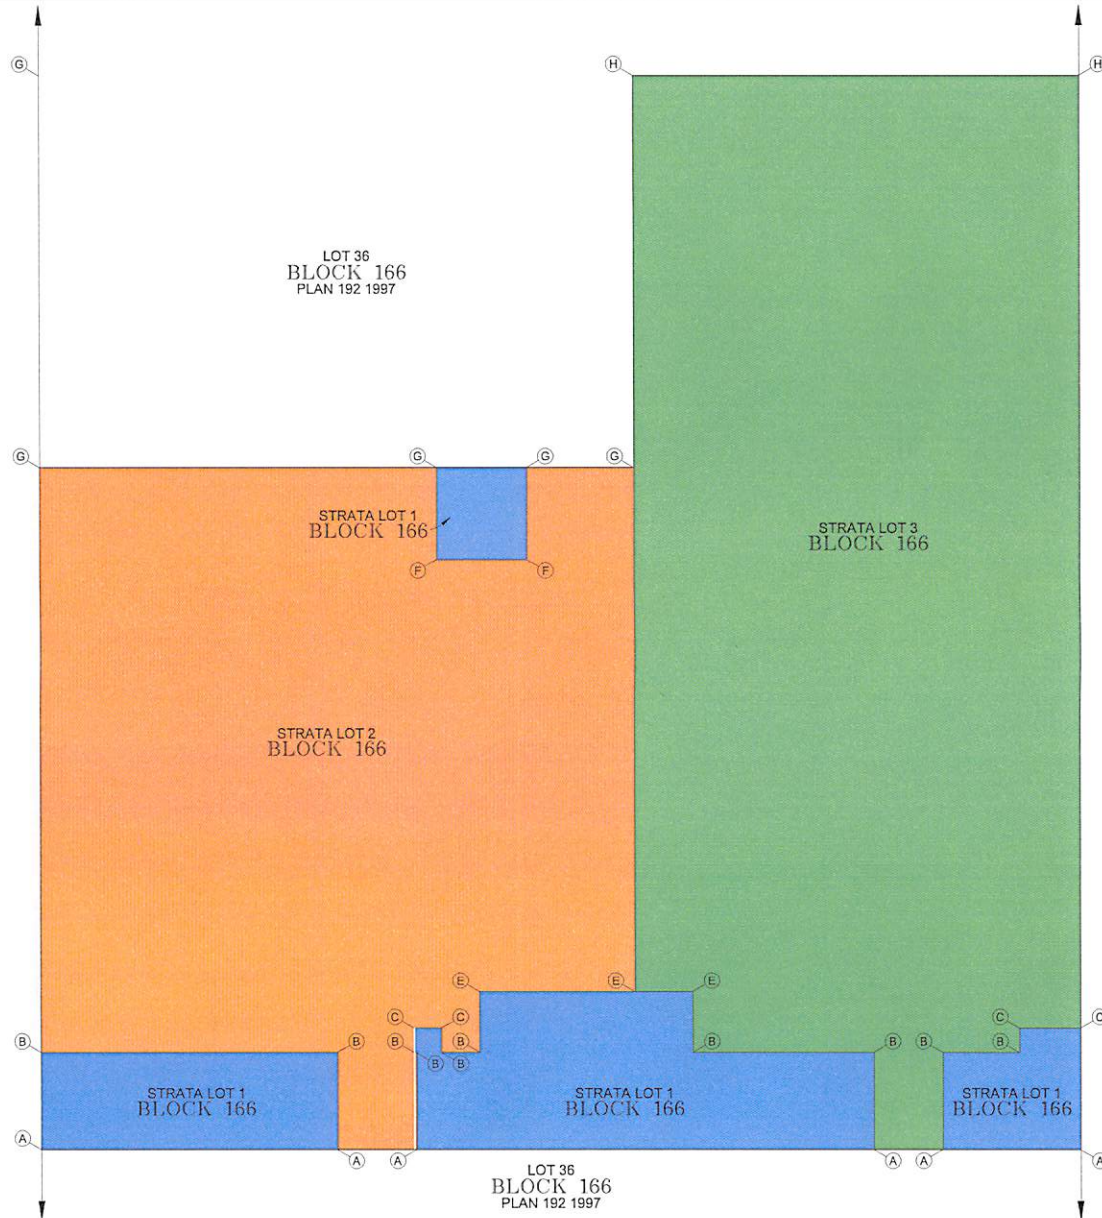 G
H
H
LOT 36
BLOCK 166
PLAN 192 1997
G
G
G
G
STRATA LOT 1
BLOCK 166
STRATA LOT 3
BLOCK 166
F
F
STRATA LOT 2
BLOCK 166
E
E
E
C
C
C
C
B
B
B
B
B
B
B
B
STRATA LOT 1
BLOCK 166
STRATA LOT 1
BLOCK 166
STRATA LOT 1
BLOCK 166
A
A
A
A
A
A
LOT 36
BLOCK 166
PLAN 192 1997